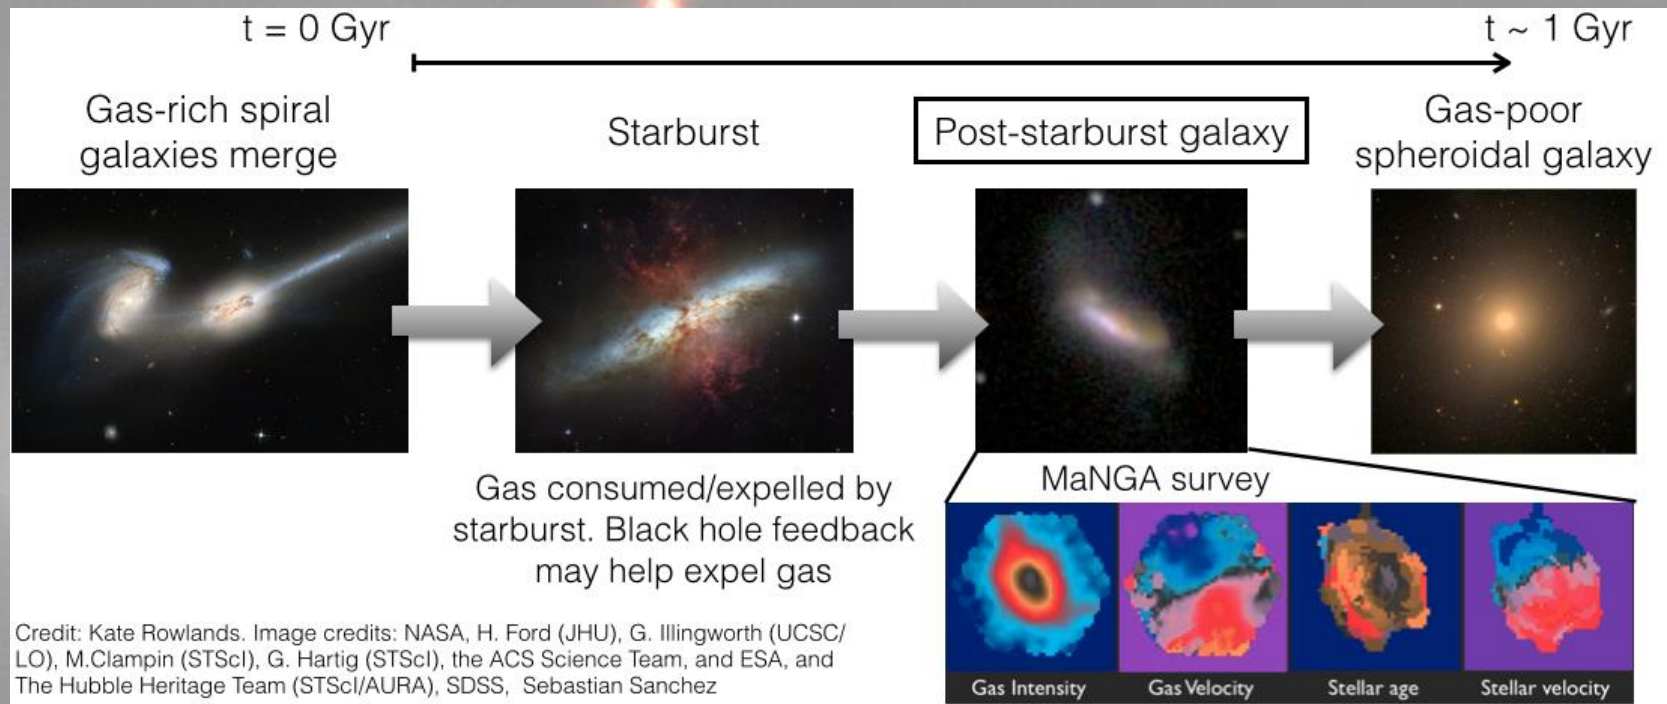 t = 0 Gyr
t ~ 1 Gyr
Gas-rich spiral
galaxies merge
Starburst
Post-starburst galaxy
Gas-poor
spheroidal galaxy
Gas consumed/expelled by
starburst. Black hole feedback
may help expel gas
MaNGA survey
Gas Intensity
Gas Velocity
Stellar age
Stellar velocity
Credit: Kate Rowlands. Image credits: NASA, H. Ford (JHU), G. Illingworth (UCSC/
LO), M.Clampin (STScI), G. Hartig (STScI), the ACS Science Team, and ESA, and
The Hubble Heritage Team (STScI/AURA), SDSS, Sebastian Sanchez